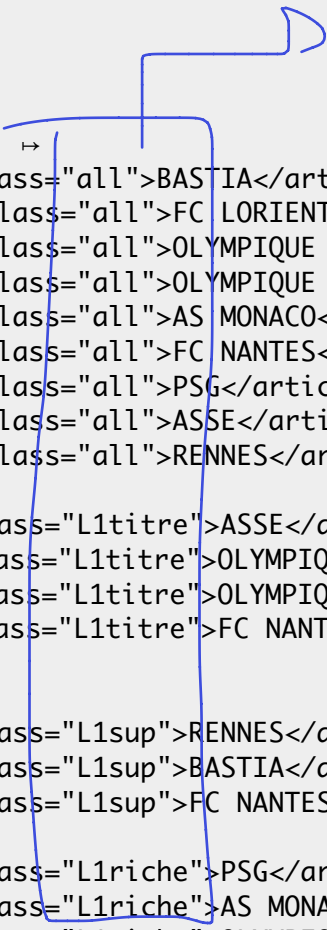 ↦
ass="all">BASTIA</art
lass="all">FC LORIENT
lass="all">OLYMPIQUE
lass="all">OLYMPIQUE
lass="all">AS MONACO<
lass="all">FC NANTES<
lass="all">PSG</artic
lass="all">ASSE</arti
lass="all">RENNES</ar
ass="L1titre">ASSE</a
ass="L1titre">OLYMPIQ
ass="L1titre">OLYMPIQ
ass="L1titre">FC NANT
ass="L1sup">RENNES</a
ass="L1sup">BASTIA</a
ass="L1sup">FC NANTES
ass="L1riche">PSG</ar
ass="L1riche">AS MONA